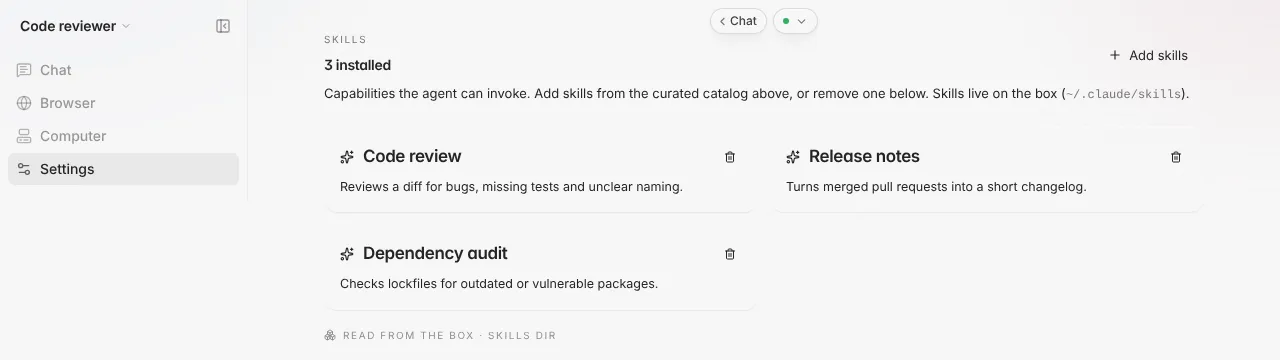 Code reviewer
Chat
Browser
Computer
Settings
Chat
SKILLS
3 installed
Add skills
Capabilities the agent can invoke. Add skills from the curated catalog above, or remove one below. Skills live on the box (~/.claude/skills).
Code review
Reviews a diff for bugs, missing tests and unclear naming.
Release notes
Turns merged pull requests into a short changelog.
Dependency audit
Checks lockfiles for outdated or vulnerable packages.
READ FROM THE BOX · SKILLS DIR